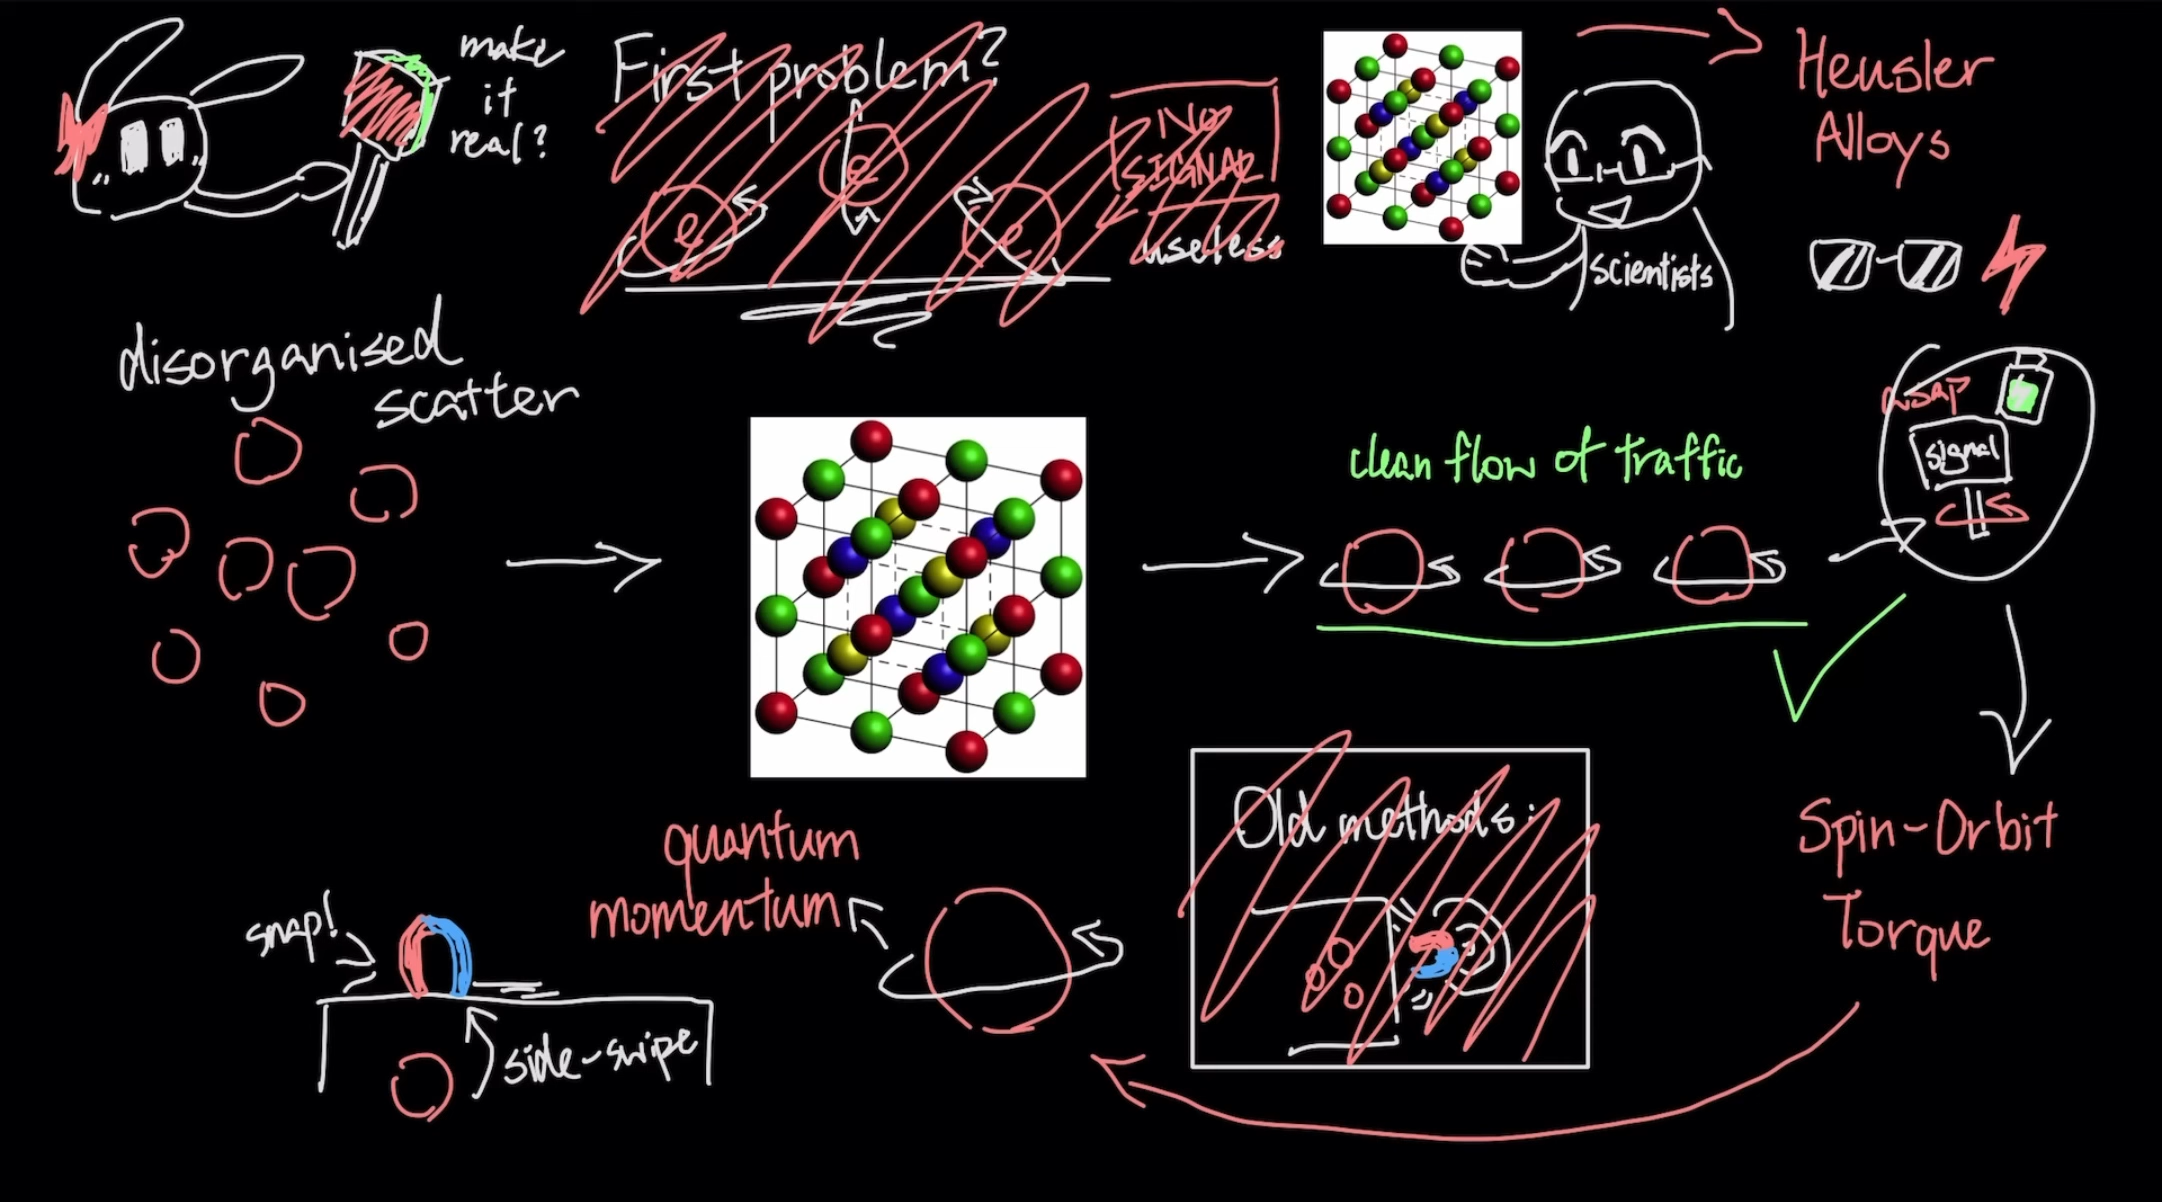 make
it
real?
First problem?
e
e
e
NO
SIGNAL
useless
scientists
Heusler
Alloys
disorganised
scatter
clean flow of traffic
signal
quantum
momentum
Old methods:
Spin-Orbit
Torque
snap!
side-swipe